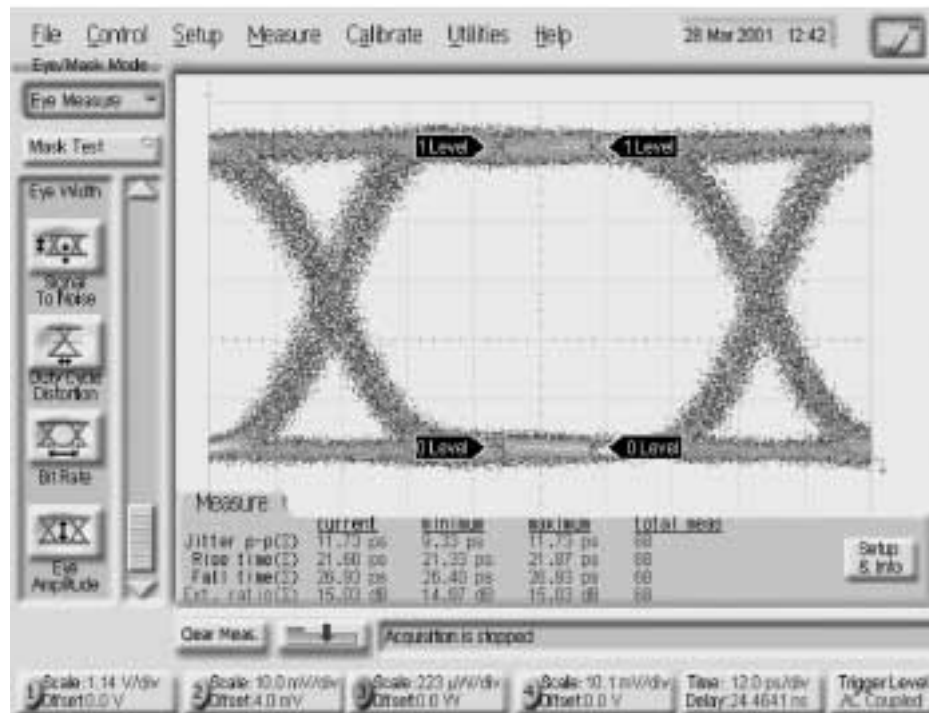 File Control Setup Measure Calibrate Utilities Help 28 Mar 2001 12:42
Eye/Mask Mode
Eye Measure
Mask Test
Eye Width
Signal
To Noise
Duty Cycle
Distortion
Bit Rate
Eye
Amplitude
1 Level 1 Level
0 Level 0 Level
Measure
current minimum maximum total meas
Jitter p-p(Σ) 11.73 ps 9.33 ps 11.73 ps 68
Rise time(Σ) 21.60 ps 21.33 ps 21.87 ps 68
Fall time(Σ) 26.93 ps 26.40 ps 26.93 ps 68
Ext. ratio(Σ) 15.03 dB 14.87 dB 15.03 dB 68
Setup
& Info
Clear Meas. Acquisition is stopped
1 Scale:1.14 V/div
Offset:0.0 V
2 Scale:10.0 mV/div
Offset:4.0 mV
3 Scale:223 µW/div
Offset:0.0 W
4 Scale:10.1 mV/div
Offset:0.0 V
Time:12.0 ps/div
Delay:24.4641 ns
Trigger Level
AC Coupled